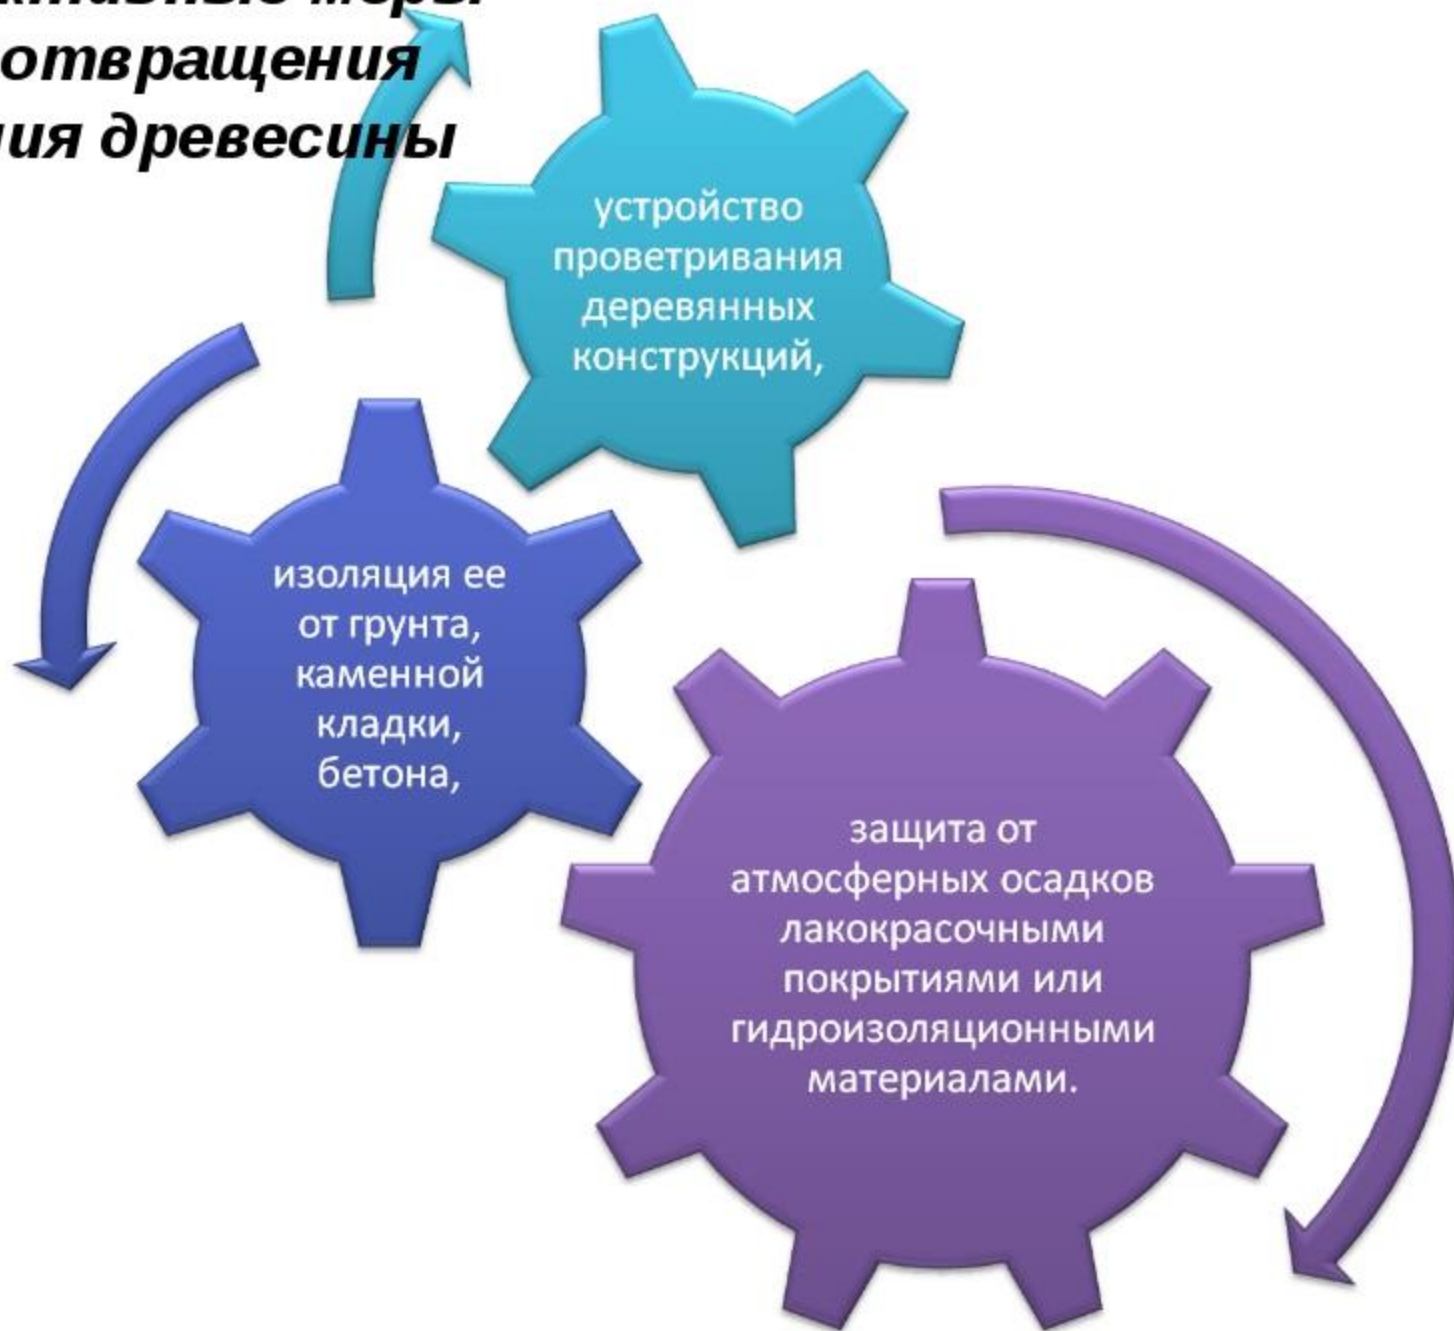 меры
отвращения
древесины
устройство
проветривания
деревянных
конструкций,
изоляция ее
от грунта,
каменной
кладки,
бетона,
защита от
атмосферных осадков
лакокрасочными
покрытиями или
гидроизоляционными
материалами.